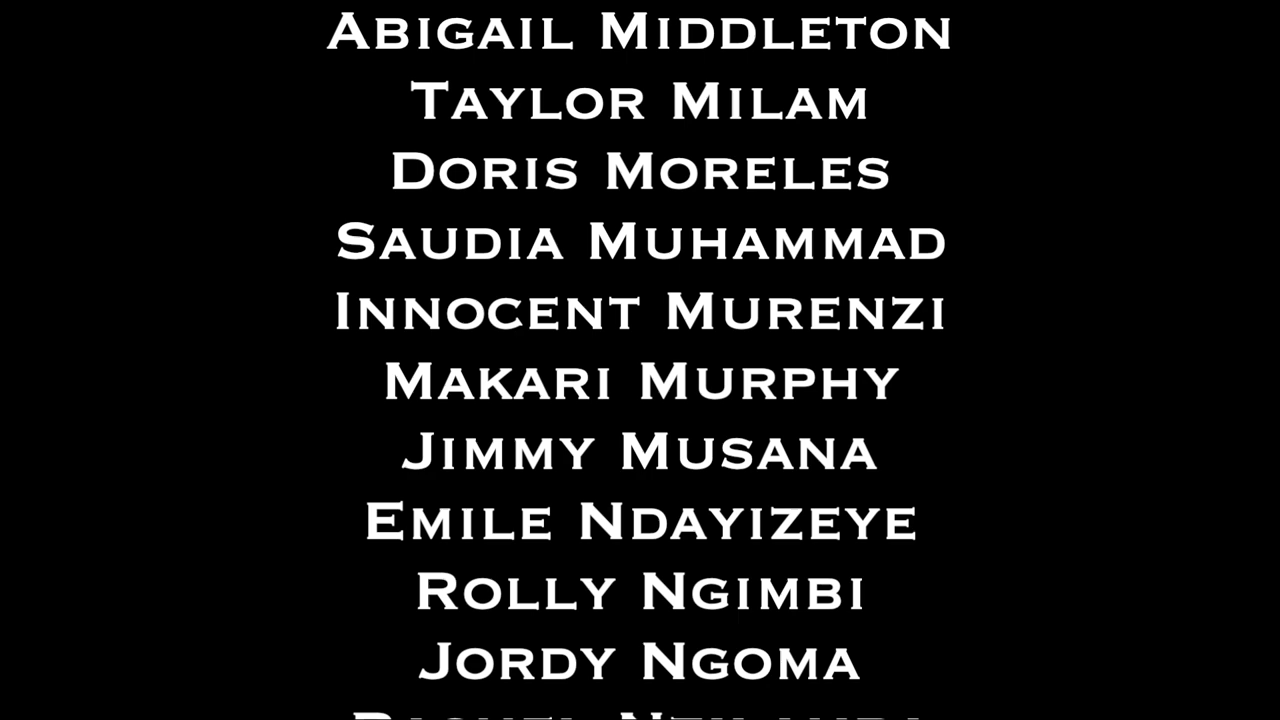 Abigail Middleton
Taylor Milam
Doris Moreles
Saudia Muhammad
Innocent Murenzi
Makari Murphy
Jimmy Musana
Emile Ndayizeye
Rolly Ngimbi
Jordy Ngoma